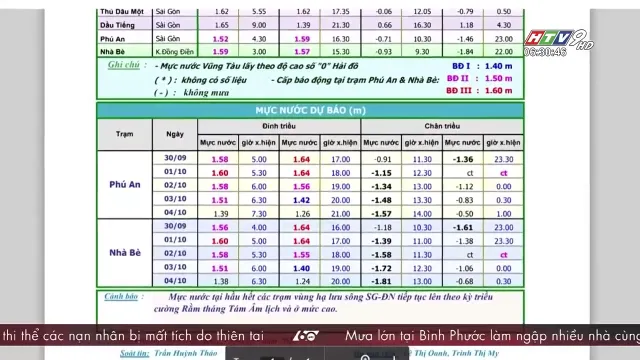 Thủ Dầu Một Sài Gòn 1.62 5.55 1.62 17.35 -0.06 12.05 -0.79 0.50
Dầu Tiếng Sài Gòn 1.65 9.00 1.39 21.30 0.66 16.30 1.18 4.30
Phú An Sài Gòn 1.52 4.30 1.59 16.30 -0.71 10.30 -1.46 23.00
Nhà Bè K.Đồng Điền 1.59 3.00 1.57 15.30 -0.93 9.30 -1.84 22.00
HTV9 HD
06:30:46
Ghi chú : - Mực nước Vũng Tàu lấy theo độ cao số "0" Hải đồ BĐ I : 1.40 m
( * ) : không có số liệu - Cấp báo động tại trạm Phú An & Nhà Bè: BĐ II : 1.50 m
( - ) : không mưa BĐ III : 1.60 m
MỰC NƯỚC DỰ BÁO (m)
Trạm Ngày Đỉnh triều Chân triều
Mực nước giờ x.hiện Mực nước giờ x.hiện Mực nước giờ x.hiện Mực nước giờ x.hiện
Phú An
30/09 1.58 5.00 1.64 17.00 -0.91 11.30 -1.36 23.30
01/10 1.60 5.30 1.64 18.00 -1.15 12.30 ct ct
02/10 1.58 6.00 1.56 19.00 -1.34 13.00 -1.12 0.00
03/10 1.51 6.30 1.42 20.00 -1.48 13.30 -0.83 0.30
04/10 1.39 7.30 1.26 21.00 -1.57 14.00 -0.50 1.00
Nhà Bè
30/09 1.56 4.00 1.64 16.00 -1.18 10.30 -1.61 23.00
01/10 1.60 5.00 1.64 17.00 -1.39 11.00 -1.38 23.30
02/10 1.58 5.30 1.55 18.00 -1.58 11.30 ct ct
03/10 1.51 6.00 1.40 19.00 -1.72 12.30 -1.06 0.00
04/10 1.38 6.30 1.24 20.00 -1.81 13.00 -0.68 0.30
Cảnh báo : Mực nước tại hầu hết các trạm vùng hạ lưu sông SG-ĐN tiếp tục lên theo kỳ triều
cường Rằm tháng Tám Âm lịch và ở mức cao.
thi thể các nạn nhân bị mất tích do thiên tai Mưa lớn tại Bình Phước làm ngập nhiều nhà cùng
Soát tin: Trần Huỳnh Thảo Thị Oanh, Trịnh Thị My